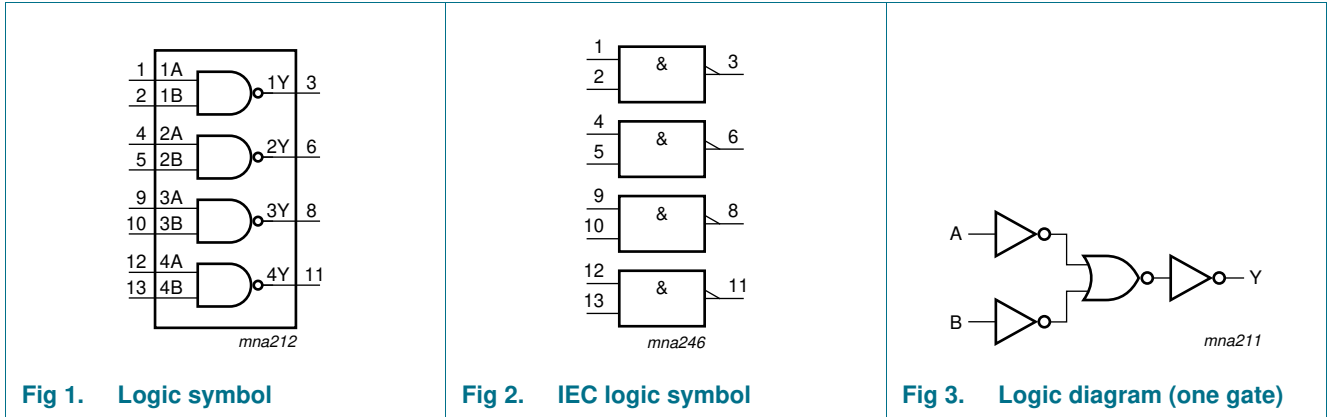 1 1A
2 1B
1Y 3
4 2A
5 2B
2Y 6
9 3A
10 3B
3Y 8
12 4A
13 4B
4Y 11
mna212
Fig 1. Logic symbol
1
2
&
3
4
5
&
6
9
10
&
8
12
13
&
11
mna246
Fig 2. IEC logic symbol
A
B
Y
mna211
Fig 3. Logic diagram (one gate)